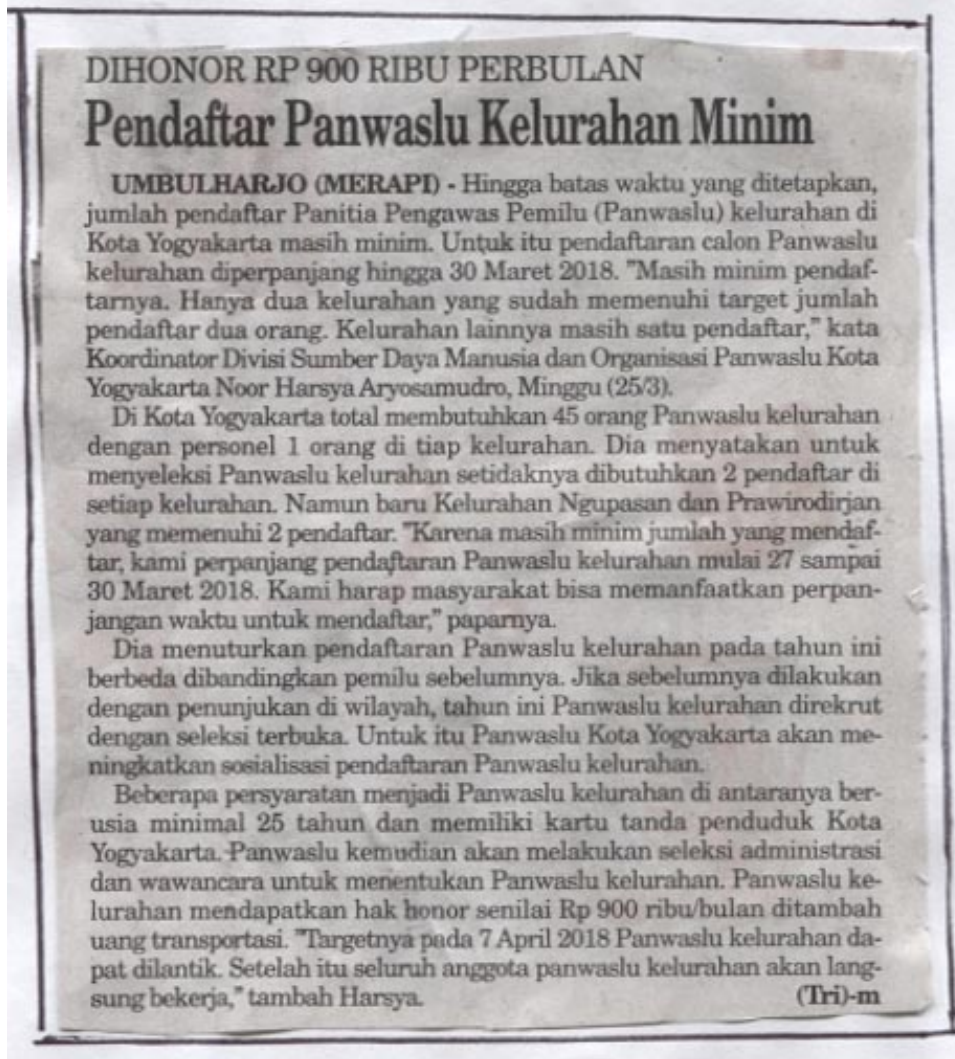 DIHONOR RP 900 RIBU PERBULAN
Pendaftar Panwaslu Kelurahan Minim
UMBULHARJO (MERAPI) - Hingga batas waktu yang ditetapkan,
jumlah pendaftar Panitia Pengawas Pemilu (Panwaslu) kelurahan di
Kota Yogyakarta masih minim. Untuk itu pendaftaran calon Panwaslu
kelurahan diperpanjang hingga 30 Maret 2018. "Masih minim pendaf-
tarnya. Hanya dua kelurahan yang sudah memenuhi target jumlah
pendaftar dua orang. Kelurahan lainnya masih satu pendaftar," kata
Koordinator Divisi Sumber Daya Manusia dan Organisasi Panwaslu Kota
Yogyakarta Noor Harsya Aryosamudro, Minggu (25/3).
Di Kota Yogyakarta total membutuhkan 45 orang Panwaslu kelurahan
dengan personel 1 orang di tiap kelurahan. Dia menyatakan untuk
menyeleksi Panwaslu kelurahan setidaknya dibutuhkan 2 pendaftar di
setiap kelurahan. Namun baru Kelurahan Ngupasan dan Prawirodirjan
yang memenuhi 2 pendaftar. "Karena masih minim jumlah yang mendaf-
tar, kami perpanjang pendaftaran Panwaslu kelurahan mulai 27 sampai
30 Maret 2018. Kami harap masyarakat bisa memanfaatkan perpan-
jangan waktu untuk mendaftar," paparnya.
Dia menuturkan pendaftaran Panwaslu kelurahan pada tahun ini
berbeda dibandingkan pemilu sebelumnya. Jika sebelumnya dilakukan
dengan penunjukan di wilayah, tahun ini Panwaslu kelurahan direkrut
dengan seleksi terbuka. Untuk itu Panwaslu Kota Yogyakarta akan me-
ningkatkan sosialisasi pendaftaran Panwaslu kelurahan.
Beberapa persyaratan menjadi Panwaslu kelurahan di antaranya ber-
usia minimal 25 tahun dan memiliki kartu tanda penduduk Kota
Yogyakarta. Panwaslu kemudian akan melakukan seleksi administrasi
dan wawancara untuk menentukan Panwaslu kelurahan. Panwaslu ke-
lurahan mendapatkan hak honor senilai Rp 900 ribu/bulan ditambah
uang transportasi. "Targetnya pada 7 April 2018 Panwaslu kelurahan da-
pat dilantik. Setelah itu seluruh anggota panwaslu kelurahan akan lang-
sung bekerja," tambah Harsya. (Tri)-m